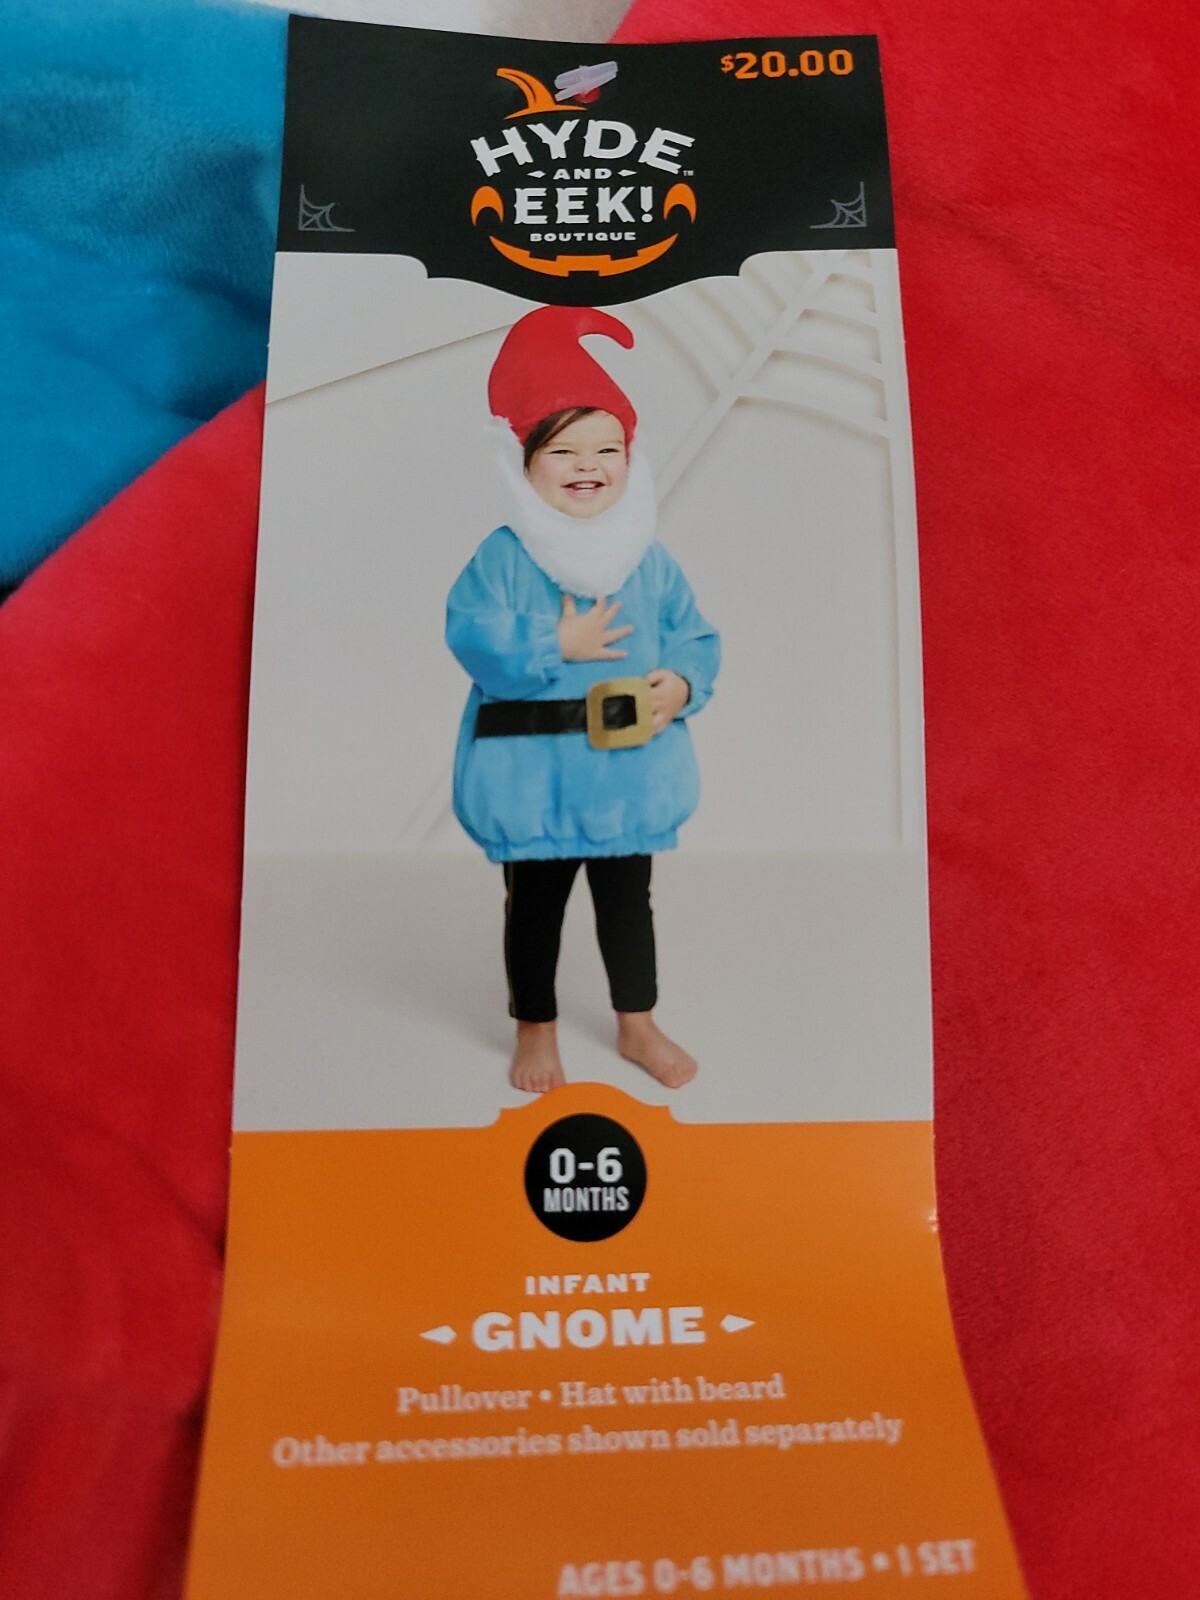 $20.00
HYDE
AND
EEK!™
BOUTIQUE
0-6
MONTHS
INFANT
GNOME
Pullover • Hat with beard
Other accessories shown sold separately
AGES 0-6 MONTHS • 1 SET